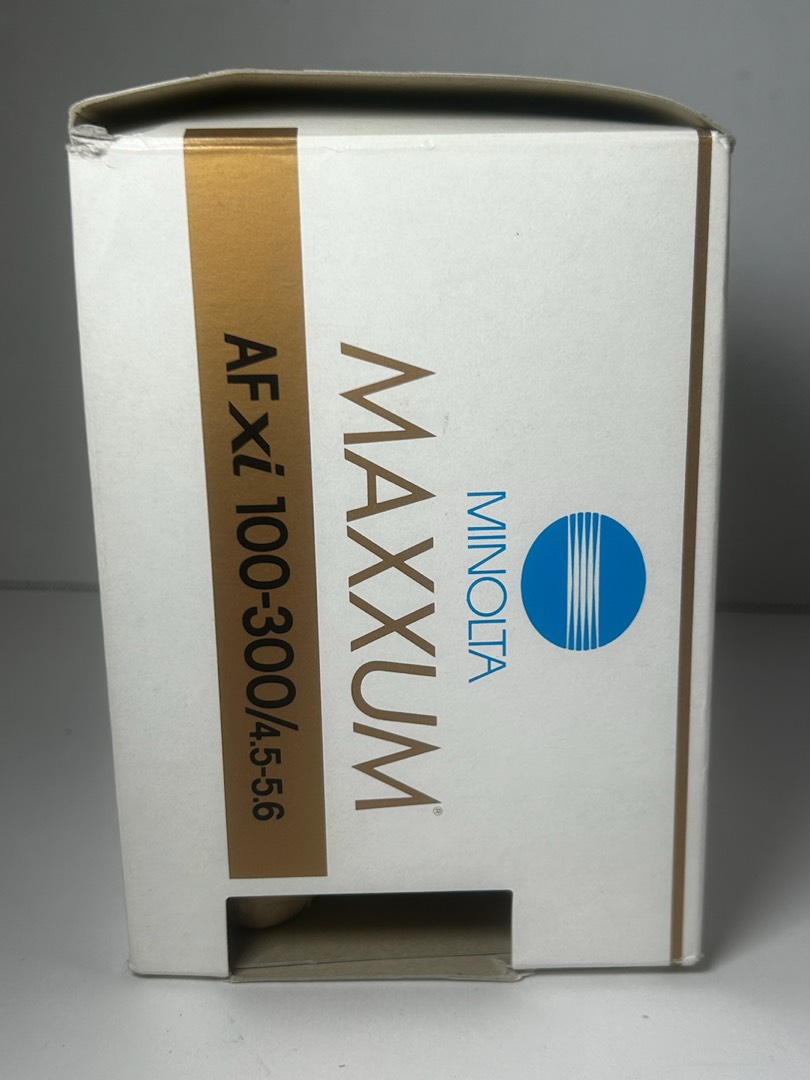 MINOLTA
MAXXUM®
AF xi 100-300/4.5-5.6